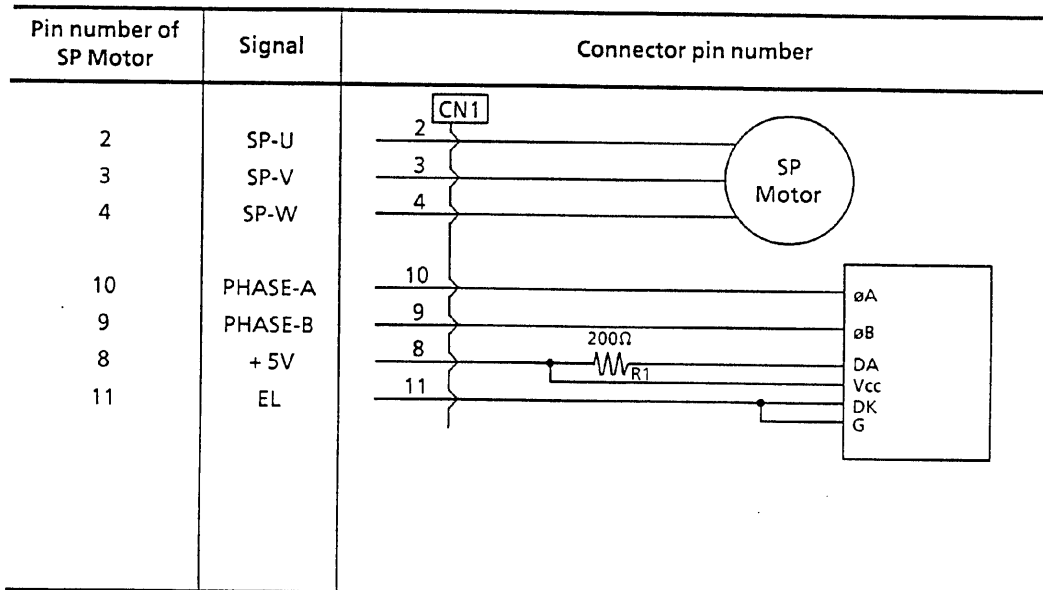 Pin number of SP Motor	Signal	Connector pin number
CN1
2	SP-U	2
3	SP-V	3
4	SP-W	4
SP
Motor
10	PHASE-A	10	øA
9	PHASE-B	9	øB
200Ω
8	+ 5V	8	R1	DA
Vcc
11	EL	11	DK
G